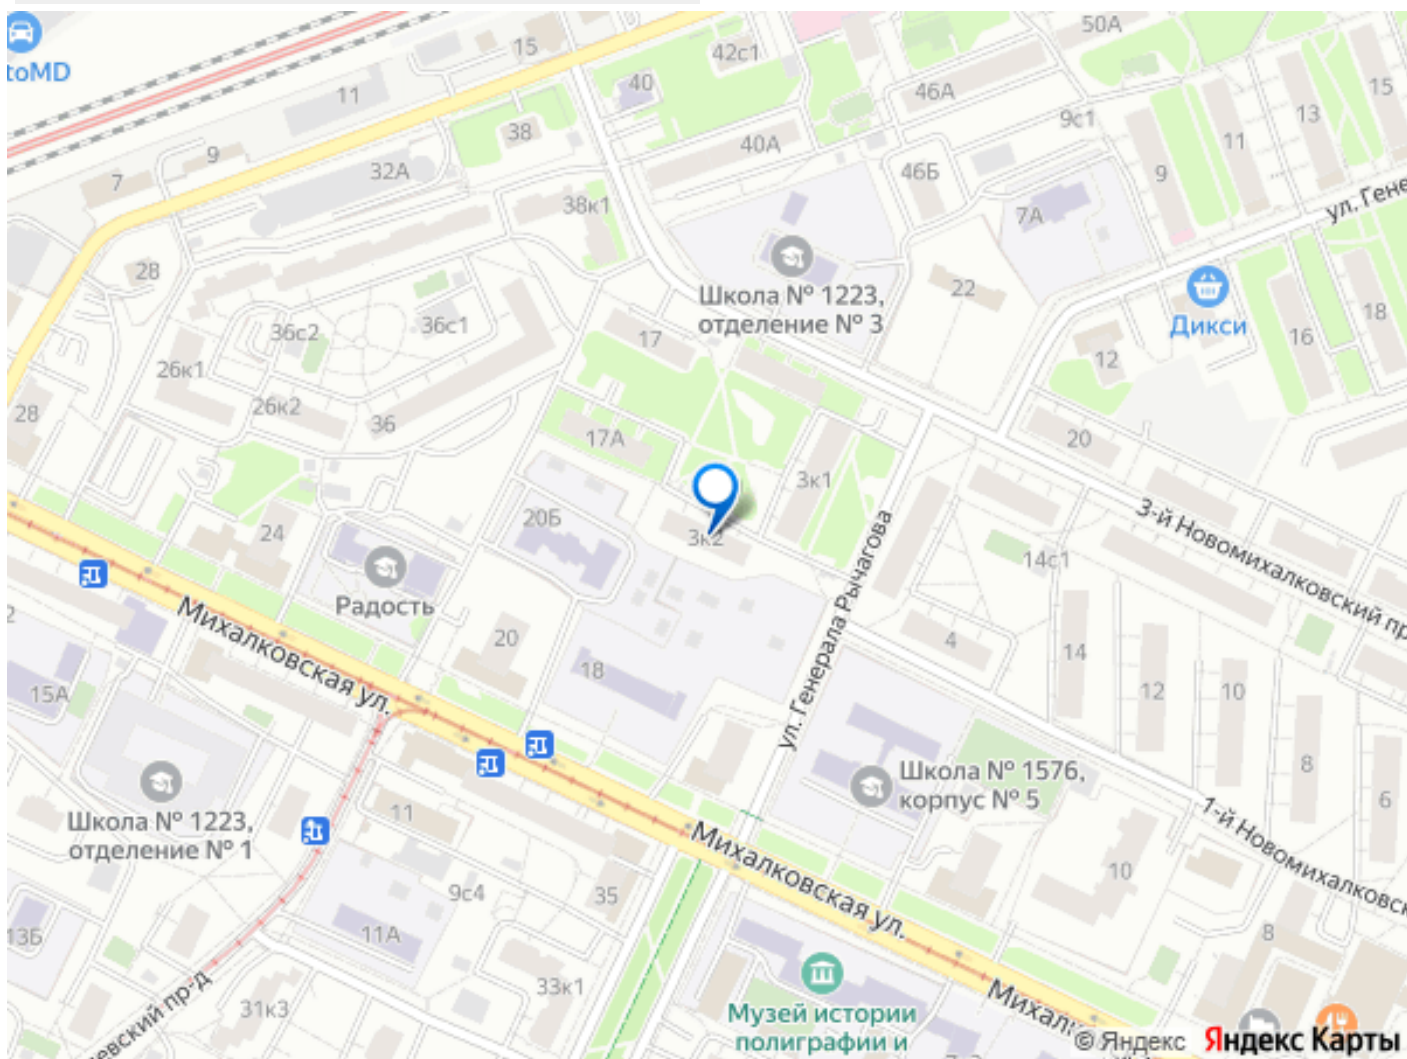 50А
15
42с1
toMD
40
11
46А
15
13
9с1
38
11
40А
9
32А
46Б
9
7
38к1
7А
ул. Гене
28
22
Школа № 1223,
отделение № 3
18
36с2
36с1
17
Дикси
16
12
26к1
26к2
28
36
17А
20
3к1
3-й Новомихалковский пр
20Б
24
3к2
14с1
ул. Генерала Рычагова
Радость
Михалковская ул.
2
20
4
14
18
12
10
15А
8
Школа № 1576,
корпус № 5
6
11
1-й Новомихалковск
Школа № 1223,
отделение № 1
Михалковская ул.
10
9с4
35
11А
13Б
8
33к1
31к3
евский пр-д
Музей истории
полиграфии и
Михалк
© Яндекс Яндекс Карты